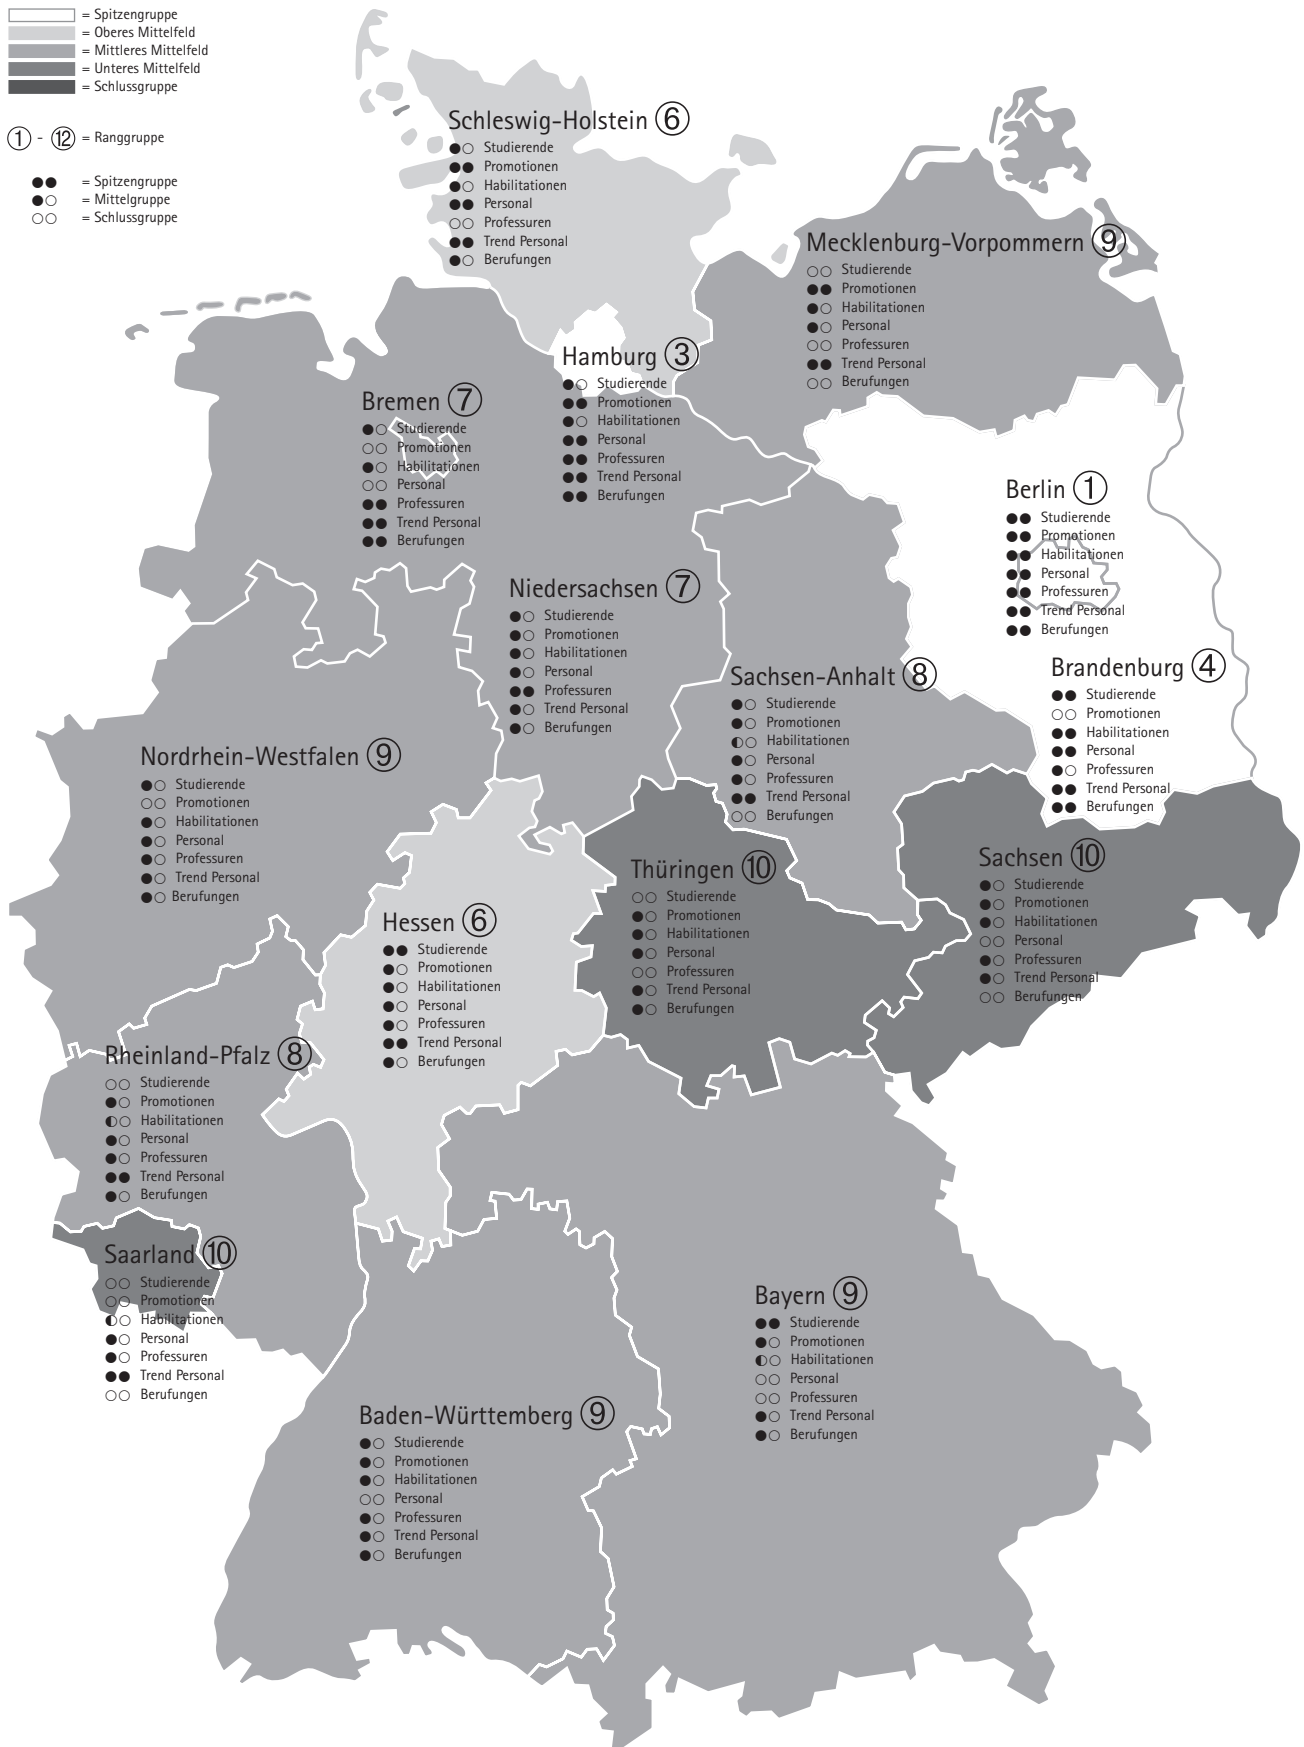 = Spitzengruppe
= Oberes Mittelfeld
= Mittleres Mittelfeld
= Unteres Mittelfeld
= Schlussgruppe
1 - 12 = Ranggruppe
●● = Spitzengruppe
●○ = Mittelgruppe
○○ = Schlussgruppe
Schleswig-Holstein 6
●○ Studierende
●● Promotionen
●○ Habilitationen
●● Personal
○○ Professuren
●● Trend Personal
●○ Berufungen
Mecklenburg-Vorpommern 9
○○ Studierende
●● Promotionen
●○ Habilitationen
●○ Personal
○○ Professuren
●● Trend Personal
○○ Berufungen
Hamburg 3
●○ Studierende
●● Promotionen
●○ Habilitationen
●● Personal
●● Professuren
●● Trend Personal
●● Berufungen
Bremen 7
●○ Studierende
○○ Promotionen
●○ Habilitationen
○○ Personal
●● Professuren
●● Trend Personal
●● Berufungen
Berlin 1
●● Studierende
●● Promotionen
●● Habilitationen
●● Personal
●● Professuren
●● Trend Personal
●● Berufungen
Niedersachsen 7
●○ Studierende
●○ Promotionen
●○ Habilitationen
●○ Personal
●● Professuren
●○ Trend Personal
●○ Berufungen
Brandenburg 4
●● Studierende
○○ Promotionen
●● Habilitationen
●● Personal
●○ Professuren
●● Trend Personal
●● Berufungen
Sachsen-Anhalt 8
●○ Studierende
●○ Promotionen
◐○ Habilitationen
●○ Personal
●○ Professuren
●● Trend Personal
○○ Berufungen
Nordrhein-Westfalen 9
●○ Studierende
○○ Promotionen
●○ Habilitationen
●○ Personal
●○ Professuren
●○ Trend Personal
●○ Berufungen
Sachsen 10
●○ Studierende
●○ Promotionen
●○ Habilitationen
○○ Personal
●○ Professuren
●○ Trend Personal
○○ Berufungen
Thüringen 10
○○ Studierende
●○ Promotionen
●○ Habilitationen
●○ Personal
○○ Professuren
●○ Trend Personal
●○ Berufungen
Hessen 6
●● Studierende
●○ Promotionen
●○ Habilitationen
●○ Personal
●○ Professuren
●● Trend Personal
●○ Berufungen
Rheinland-Pfalz 8
○○ Studierende
●○ Promotionen
◐○ Habilitationen
●○ Personal
●○ Professuren
●● Trend Personal
●○ Berufungen
Saarland 10
○○ Studierende
○○ Promotionen
◐○ Habilitationen
●○ Personal
●○ Professuren
●● Trend Personal
○○ Berufungen
Bayern 9
●● Studierende
●○ Promotionen
◐○ Habilitationen
○○ Personal
○○ Professuren
●○ Trend Personal
●○ Berufungen
Baden-Württemberg 9
●○ Studierende
●○ Promotionen
●○ Habilitationen
○○ Personal
●○ Professuren
●○ Trend Personal
●○ Berufungen